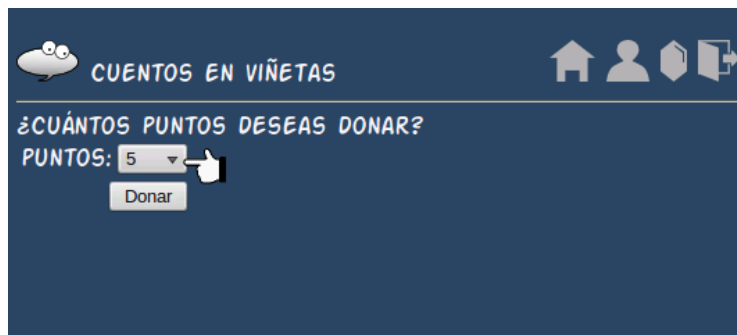 CUENTOS EN VIÑETAS
¿CUÁNTOS PUNTOS DESEAS DONAR?
PUNTOS: 5
Donar